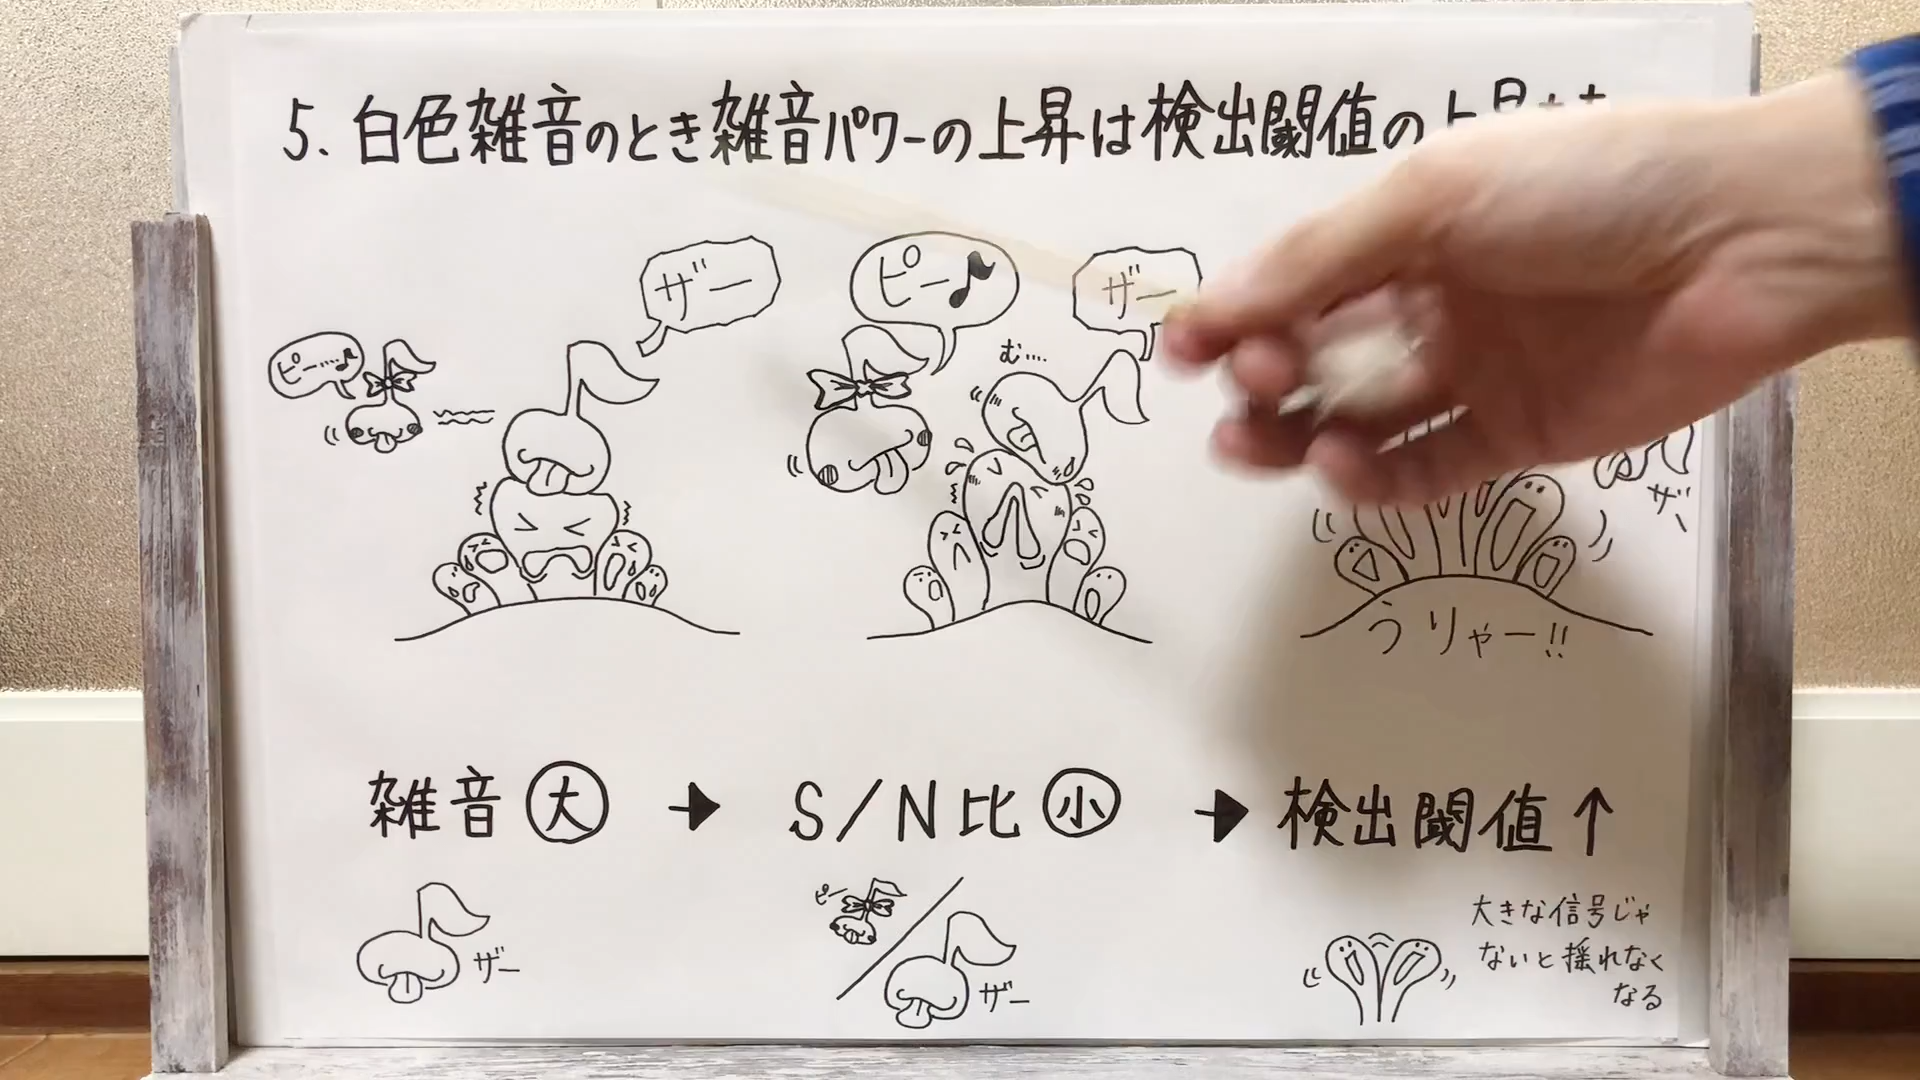 5. 白色雑音のとき雑音パワーの上昇は検出閾値の上昇
ザー
ピー♪
ザー
ピー……♪
む….
ザー
うりゃー!!
雑音 大 → S/N比 小 → 検出閾値↑
ピー
大きな信号じゃ
ないと揺れなく
なる
ザー
ザー